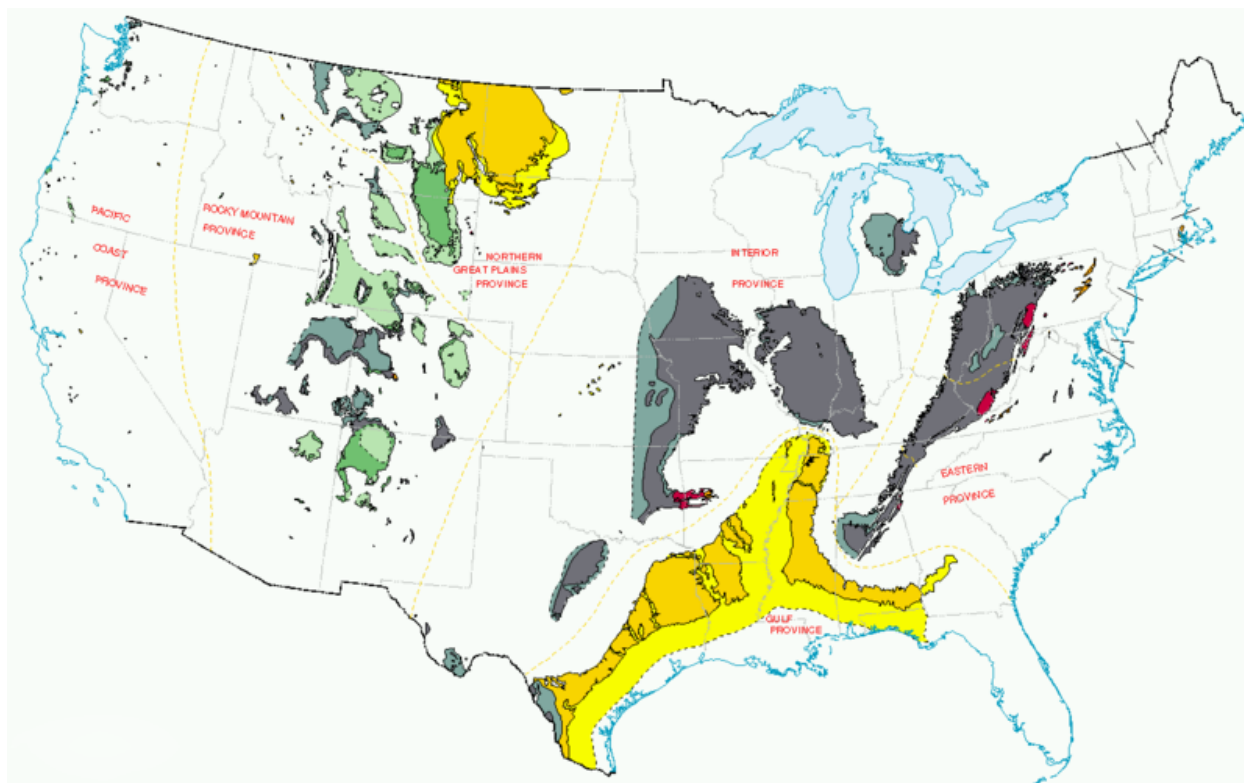 PACIFIC
COAST
PROVINCE
ROCKY MOUNTAIN
PROVINCE
NORTHERN
GREAT PLAINS
PROVINCE
INTERIOR
PROVINCE
EASTERN
PROVINCE
GULF
PROVINCE